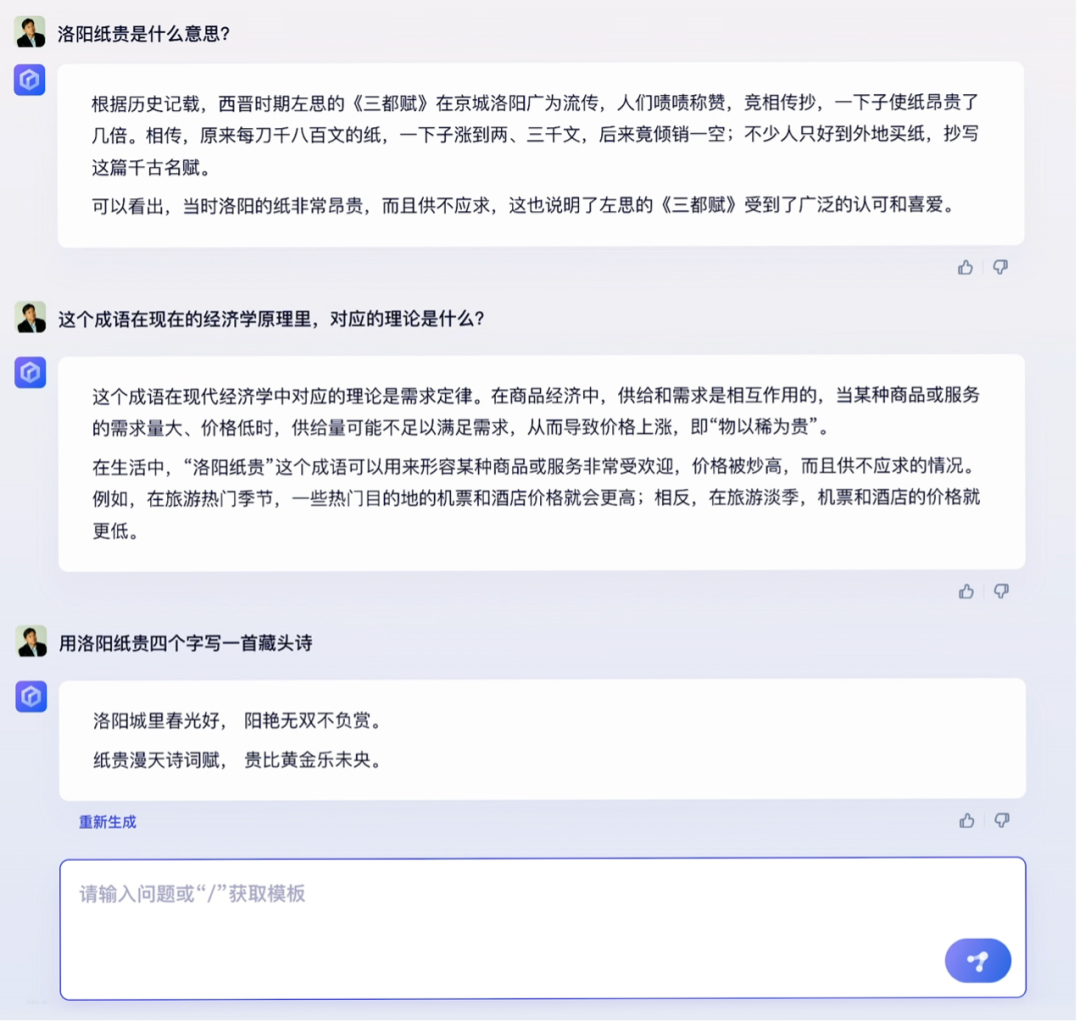 洛阳纸贵是什么意思?
根据历史记载，西晋时期左思的《三都赋》在京城洛阳广为流传，人们啧啧称赞，竞相传抄，一下子使纸昂贵了
几倍。相传，原来每刀千八百文的纸，一下子涨到两、三千文，后来竟倾销一空；不少人只好到外地买纸，抄写
这篇千古名赋。
可以看出，当时洛阳的纸非常昂贵，而且供不应求，这也说明了左思的《三都赋》受到了广泛的认可和喜爱。
这个成语在现在的经济学原理里，对应的理论是什么?
这个成语在现代经济学中对应的理论是需求定律。在商品经济中，供给和需求是相互作用的，当某种商品或服务
的需求量大、价格低时，供给量可能不足以满足需求，从而导致价格上涨，即“物以稀为贵”。
在生活中，“洛阳纸贵”这个成语可以用来形容某种商品或服务非常受欢迎，价格被炒高，而且供不应求的情况。
例如，在旅游热门季节，一些热门目的地的机票和酒店价格就会更高；相反，在旅游淡季，机票和酒店的价格就
更低。
用洛阳纸贵四个字写一首藏头诗
洛阳城里春光好， 阳艳无双不负赏。
纸贵漫天诗词赋， 贵比黄金乐未央。
重新生成
请输入问题或“/”获取模板